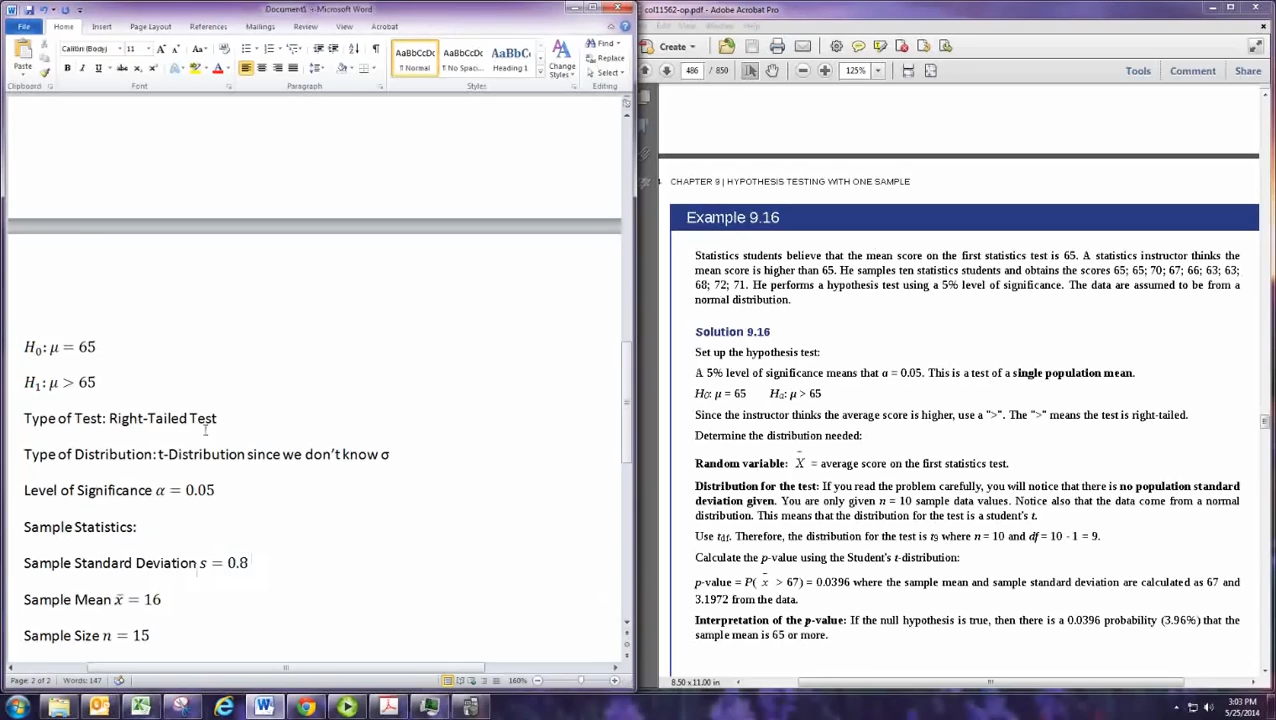 Document1 - Microsoft Word
File Home Insert Page Layout References Mailings Review View Acrobat
Paste
Calibri (Body) 11
AaBbCcDc AaBbCcDc AaBbC
¶ Normal ¶ No Spaci... Heading 1
Change Styles
Find
Replace
Select
Clipboard Font Paragraph Styles Editing
H0: μ = 65
H1: μ > 65
Type of Test: Right-Tailed Test
Type of Distribution: t-Distribution since we don't know σ
Level of Significance α = 0.05
Sample Statistics:
Sample Standard Deviation s = 0.8
Sample Mean x̄ = 16
Sample Size n = 15
Page: 2 of 2 Words: 147 160%
col11562-op.pdf - Adobe Acrobat Pro
File
Create
486 / 850 125%
Tools Comment Share
CHAPTER 9 | HYPOTHESIS TESTING WITH ONE SAMPLE
Example 9.16
Statistics students believe that the mean score on the first statistics test is 65. A statistics instructor thinks the
mean score is higher than 65. He samples ten statistics students and obtains the scores 65; 65; 70; 67; 66; 63; 63;
68; 72; 71. He performs a hypothesis test using a 5% level of significance. The data are assumed to be from a
normal distribution.
Solution 9.16
Set up the hypothesis test:
A 5% level of significance means that α = 0.05. This is a test of a single population mean.
H0: μ = 65 Ha: μ > 65
Since the instructor thinks the average score is higher, use a ">". The ">" means the test is right-tailed.
Determine the distribution needed:
Random variable: X̄ = average score on the first statistics test.
Distribution for the test: If you read the problem carefully, you will notice that there is no population standard
deviation given. You are only given n = 10 sample data values. Notice also that the data come from a normal
distribution. This means that the distribution for the test is a student's t.
Use tdf. Therefore, the distribution for the test is t9 where n = 10 and df = 10 - 1 = 9.
Calculate the p-value using the Student's t-distribution:
p-value = P( x̄ > 67) = 0.0396 where the sample mean and sample standard deviation are calculated as 67 and
3.1972 from the data.
Interpretation of the p-value: If the null hypothesis is true, then there is a 0.0396 probability (3.96%) that the
sample mean is 65 or more.
8.50 x 11.00 in
3:03 PM
5/25/2014